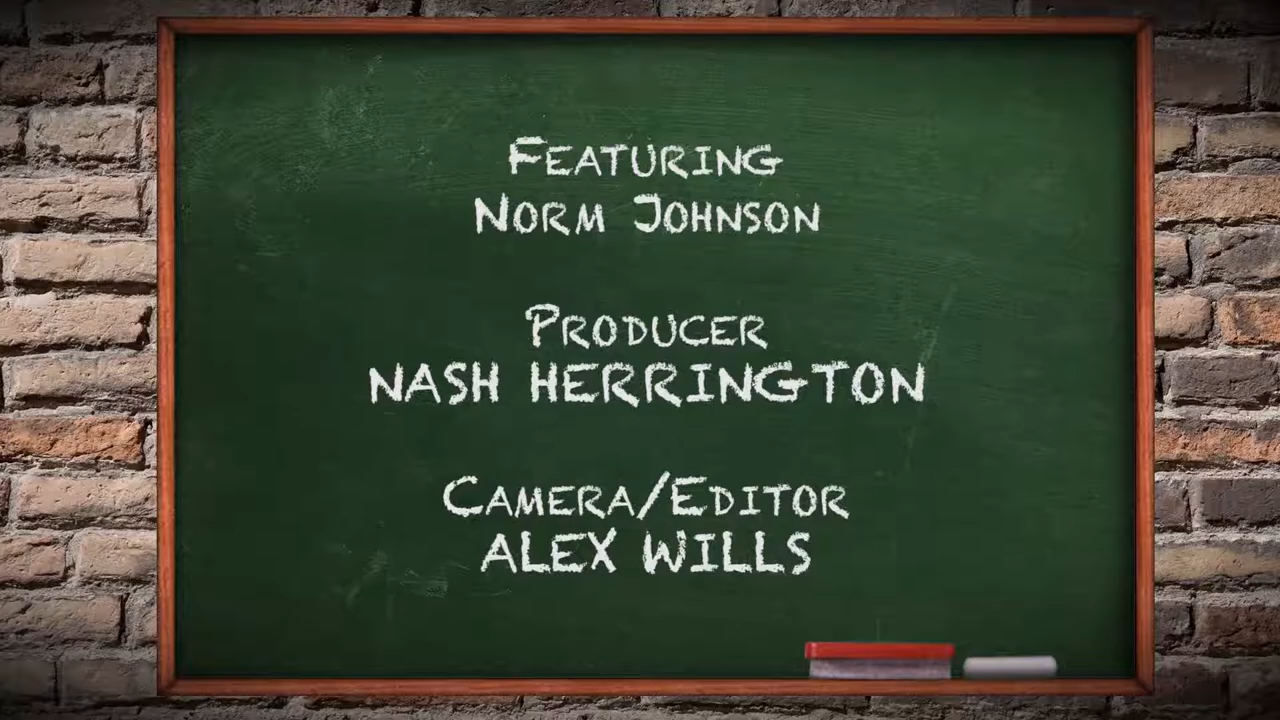 Featuring
Norm Johnson
Producer
NASH HERRINGTON
Camera/Editor
ALEX WILLS